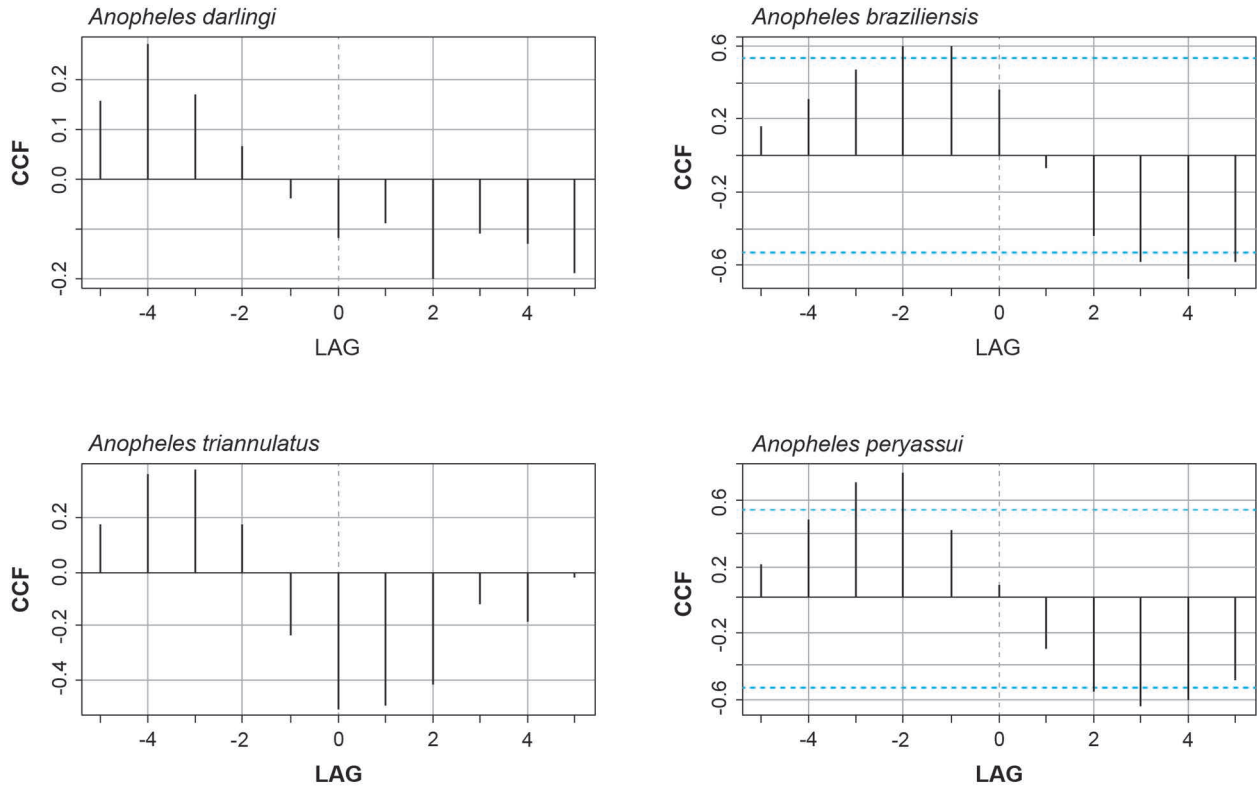 Anopheles darlingi
CCF
0.2
0.1
0.0
-0.2
-4 -2 0 2 4
LAG
Anopheles braziliensis
CCF
0.6
0.2
-0.2
-0.6
-4 -2 0 2 4
LAG
Anopheles triannulatus
CCF
0.2
0.0
-0.2
-0.4
-4 -2 0 2 4
LAG
Anopheles peryassui
CCF
0.6
0.2
-0.2
-0.6
-4 -2 0 2 4
LAG